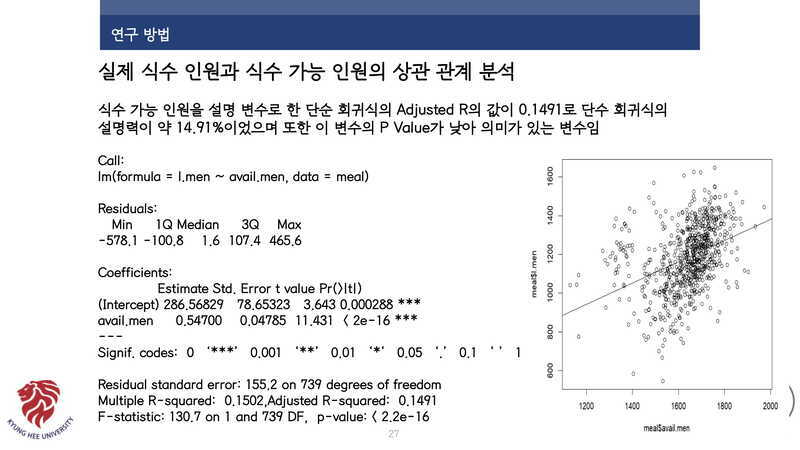 연구 방법
실제 식수 인원과 식수 가능 인원의 상관 관계 분석
식수 가능 인원을 설명 변수로 한 단순 회귀식의 Adjusted R의 값이 0.1491로 단수 회귀식의
설명력이 약 14.91%이었으며 또한 이 변수의 P Value가 낮아 의미가 있는 변수임
Call:
lm(formula = l.men ~ avail.men, data = meal)
Residuals:
Min 1Q Median 3Q Max
-578.1 -100.8 1.6 107.4 465.6
Coefficients:
Estimate Std. Error t value Pr(>|t|)
(Intercept) 286.56829 78.65323 3.643 0.000288 ***
avail.men 0.54700 0.04785 11.431 < 2e-16 ***
---
Signif. codes: 0 ‘***’ 0.001 ‘**’ 0.01 ‘*’ 0.05 ‘.’ 0.1 ‘ ’ 1
Residual standard error: 155.2 on 739 degrees of freedom
Multiple R-squared: 0.1502,Adjusted R-squared: 0.1491
F-statistic: 130.7 on 1 and 739 DF, p-value: < 2.2e-16
meal$l.men
1600
1400
1200
1000
800
600
1200 1400 1600 1800 2000
meal$avail.men
)
KYUNG HEE UNIVERSITY
27